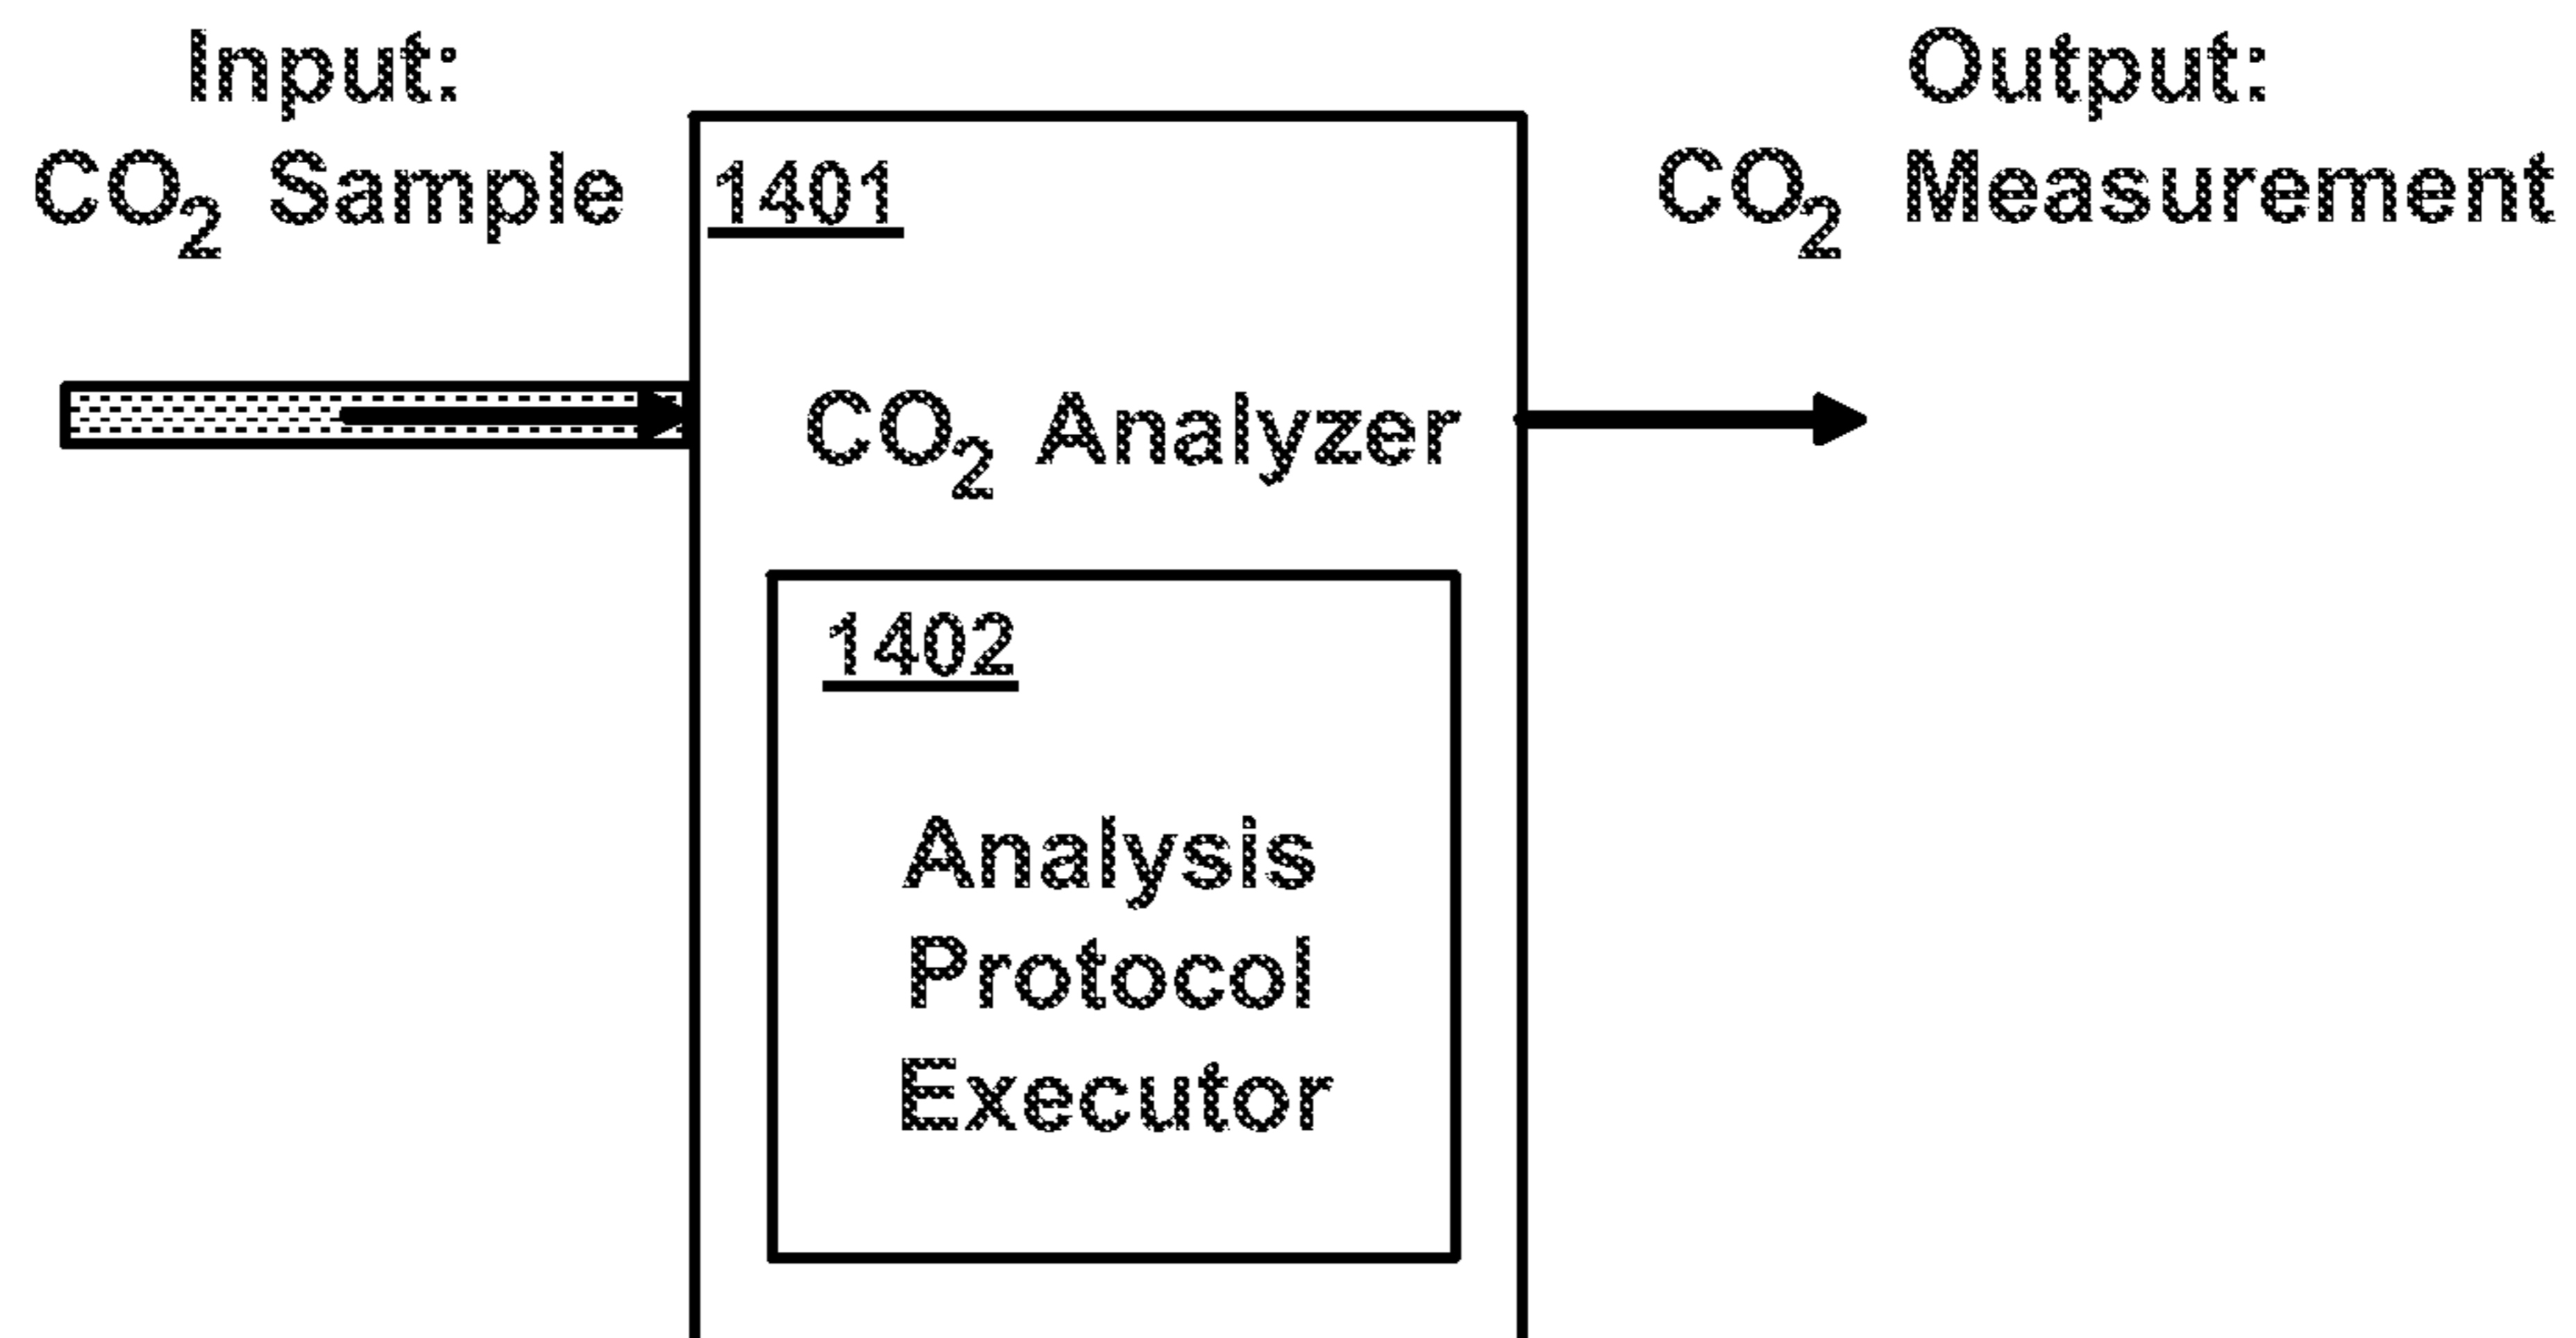 Input:
CO₂ Sample
1401
Output:
CO₂ Measurement
CO₂ Analyzer
1402
Analysis
Protocol
Executor